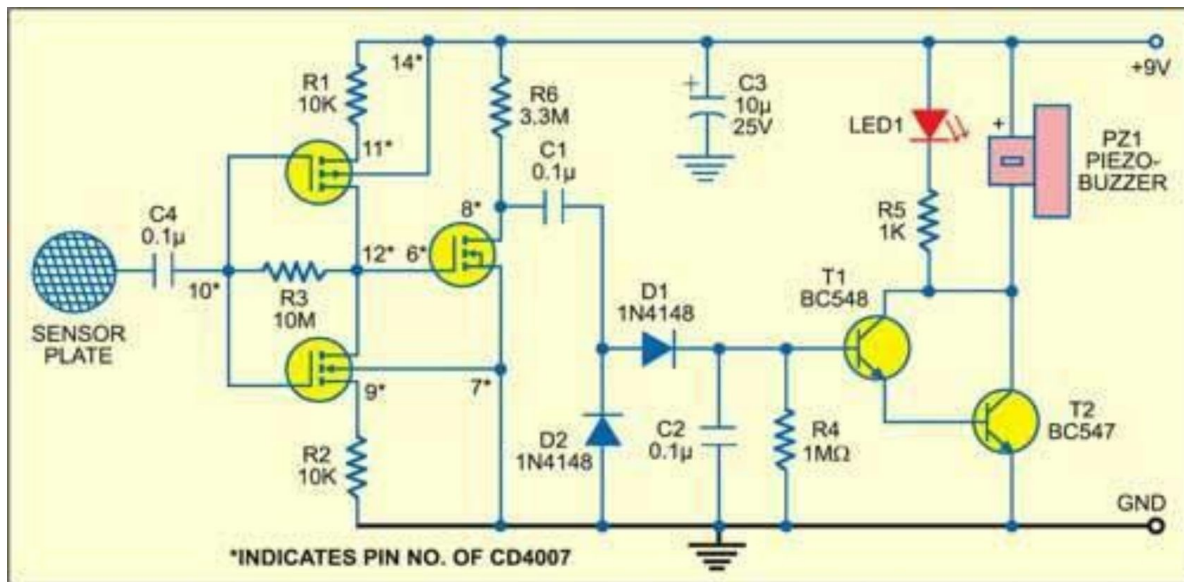 R1
10K
14*
11*
C4
0.1µ
10*
SENSOR
PLATE
R3
10M
12*
6*
8*
9*
7*
R2
10K
R6
3.3M
C1
0.1µ
C3
10µ
25V
+
D1
1N4148
D2
1N4148
C2
0.1µ
R4
1MΩ
LED1
R5
1K
T1
BC548
T2
BC547
+
PZ1
PIEZO-
BUZZER
+9V
GND
*INDICATES PIN NO. OF CD4007